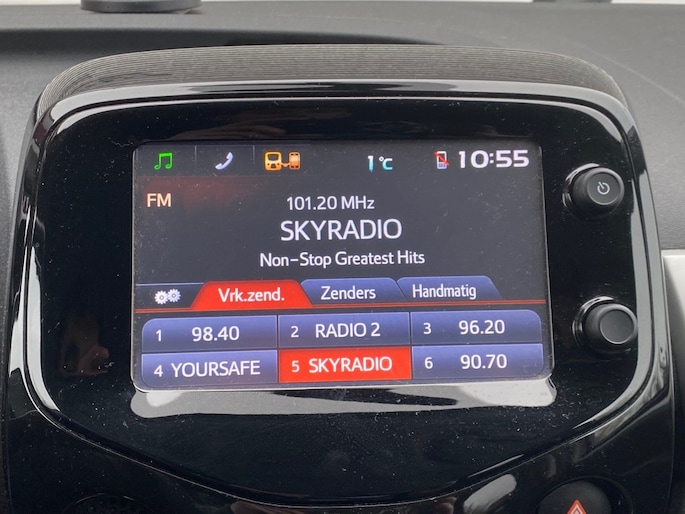 1 °C 10:55
FM
101.20 MHz
SKYRADIO
Non-Stop Greatest Hits
Vrk.zend. Zenders Handmatig
1 98.40 2 RADIO 2 3 96.20
4 YOURSAFE 5 SKYRADIO 6 90.70